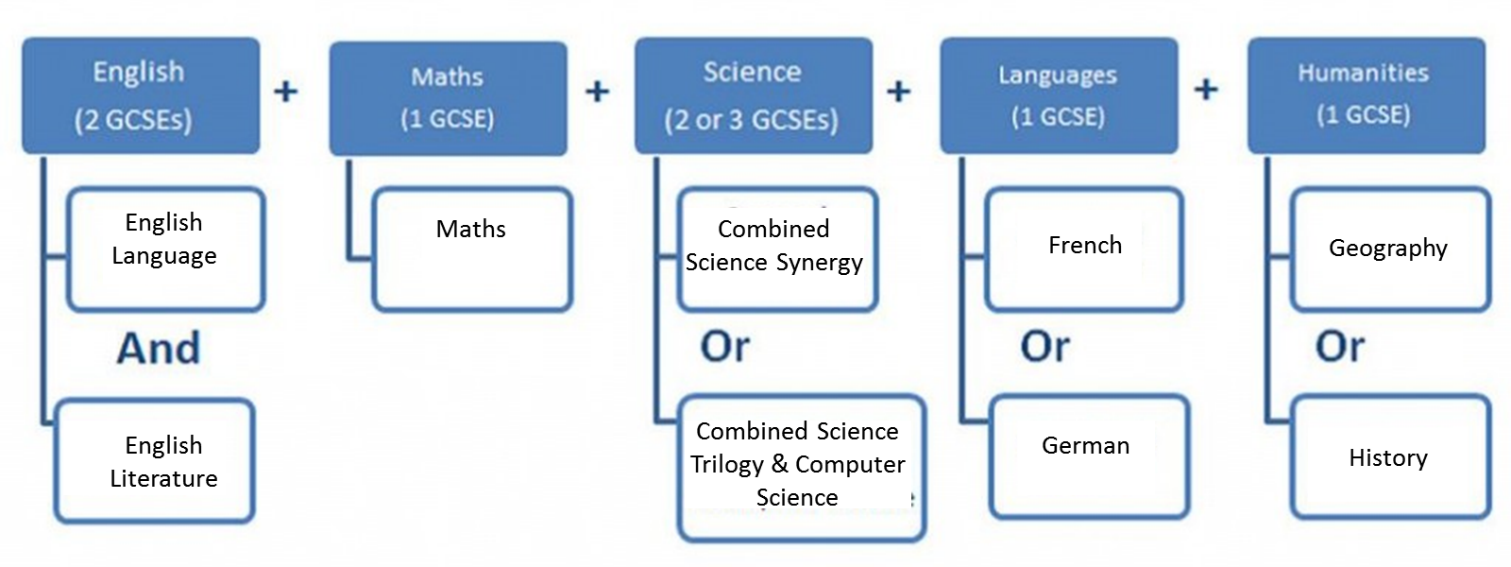 English
(2 GCSEs)
+
Maths
(1 GCSE)
+
Science
(2 or 3 GCSEs)
+
Languages
(1 GCSE)
+
Humanities
(1 GCSE)
English
Language
And
English
Literature
Maths
Combined
Science Synergy
Or
Combined Science
Trilogy & Computer
Science
French
Or
German
Geography
Or
History